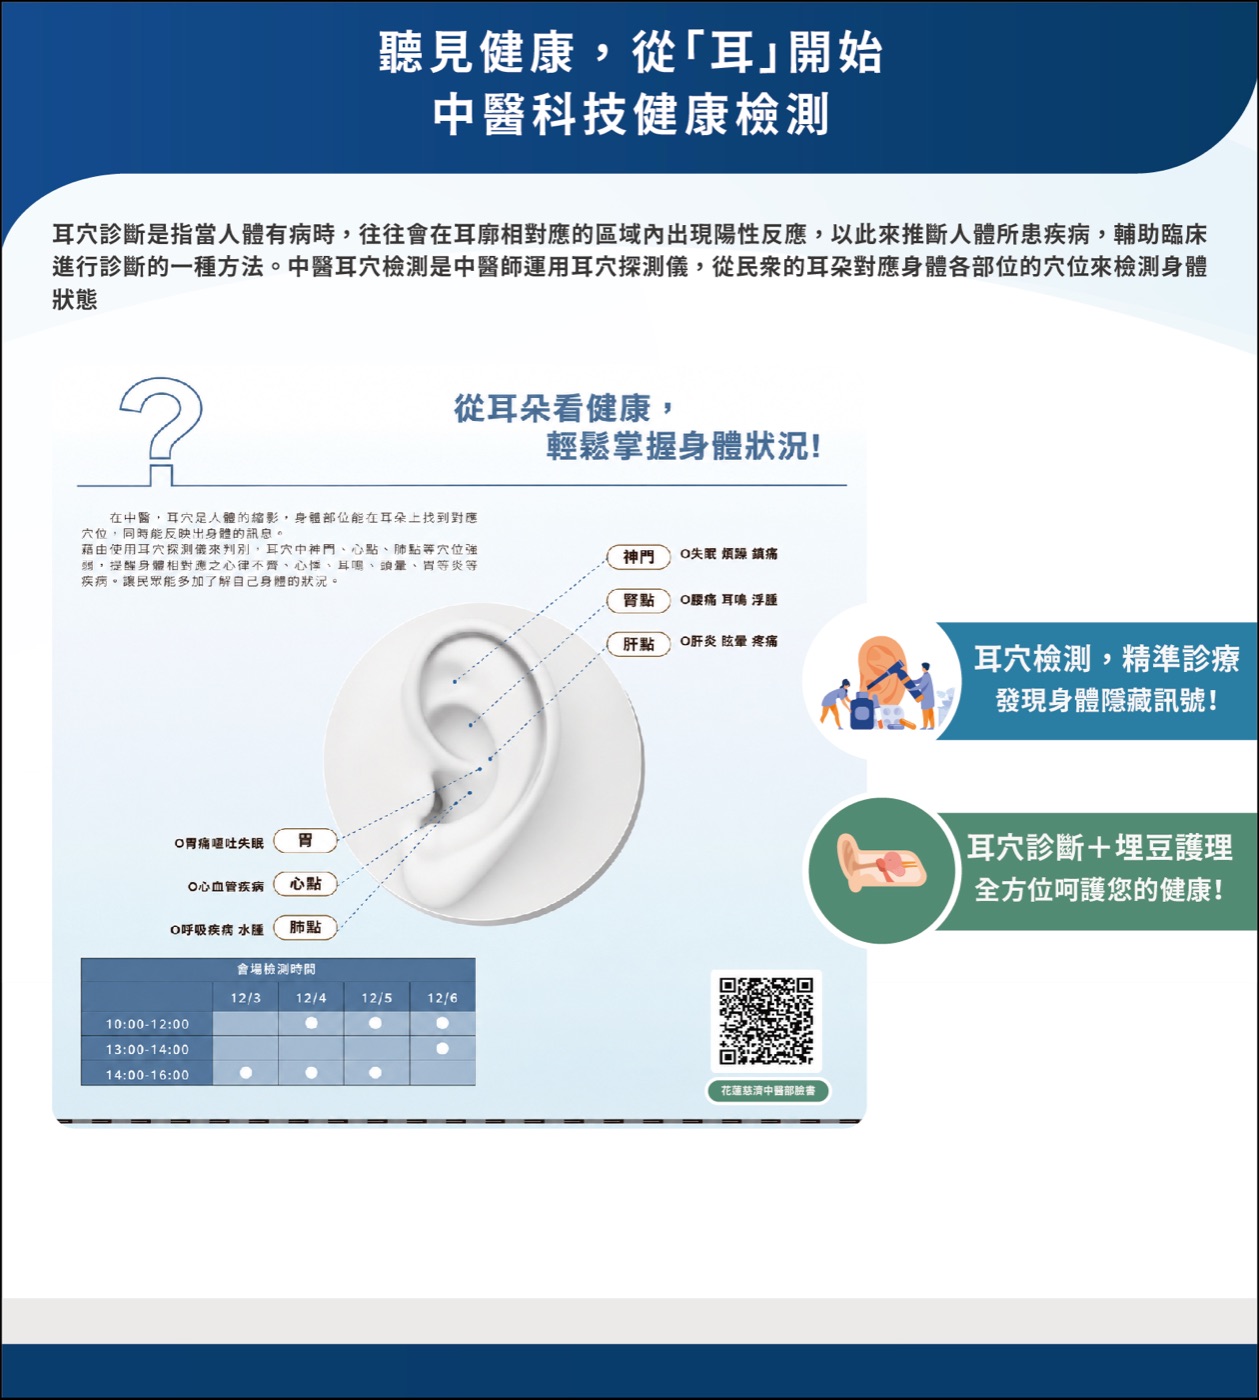 聽見健康，從「耳」開始
中醫科技健康檢測
耳穴診斷是指當人體有病時，往往會在耳廓相對應的區域內出現陽性反應，以此來推斷人體所患疾病，輔助臨床
進行診斷的一種方法。中醫耳穴檢測是中醫師運用耳穴探測儀，從民衆的耳朶對應身體各部位的穴位來檢測身體
狀態
從耳朵看健康，
輕鬆掌握身體狀況!
在中醫，耳穴是人體的縮影，身體部位能在耳朵上找到對應
穴位，同時能反映出身體的訊息。
藉由使用耳穴探測儀來判別，耳穴中神門、心點、肺點等穴位強
弱，提醒身體相對應之心律不齊、心悸、耳鳴、頭暈、胃等炎等
疾病。讓民眾能多加了解自己身體的狀況。
神門 O失眠 煩躁 鎮痛
腎點 O腰痛 耳鳴 浮腫
肝點 O肝炎 眩暈 疼痛
耳穴檢測，精準診療
發現身體隱藏訊號!
耳穴診斷＋埋豆護理
全方位呵護您的健康!
O胃痛嘔吐失眠 胃
O心血管疾病 心點
O呼吸疾病 水腫 肺點
會場檢測時間
12/3 12/4 12/5 12/6
10:00-12:00
13:00-14:00
14:00-16:00
花蓮慈濟中醫部臉書